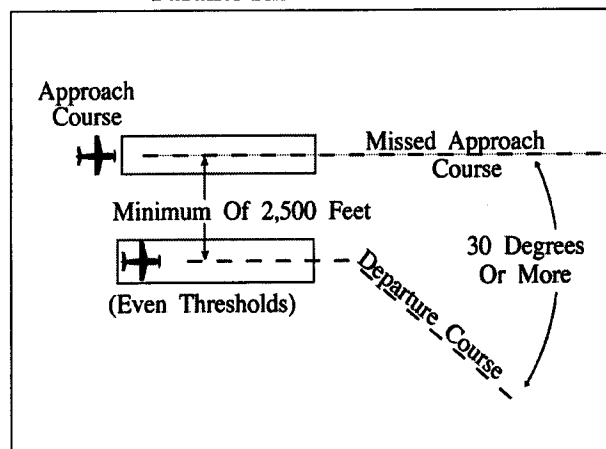 Approach
Course
Missed Approach
Course
Minimum Of 2,500 Feet
30 Degrees
Or More
(Even Thresholds)
Departure Course